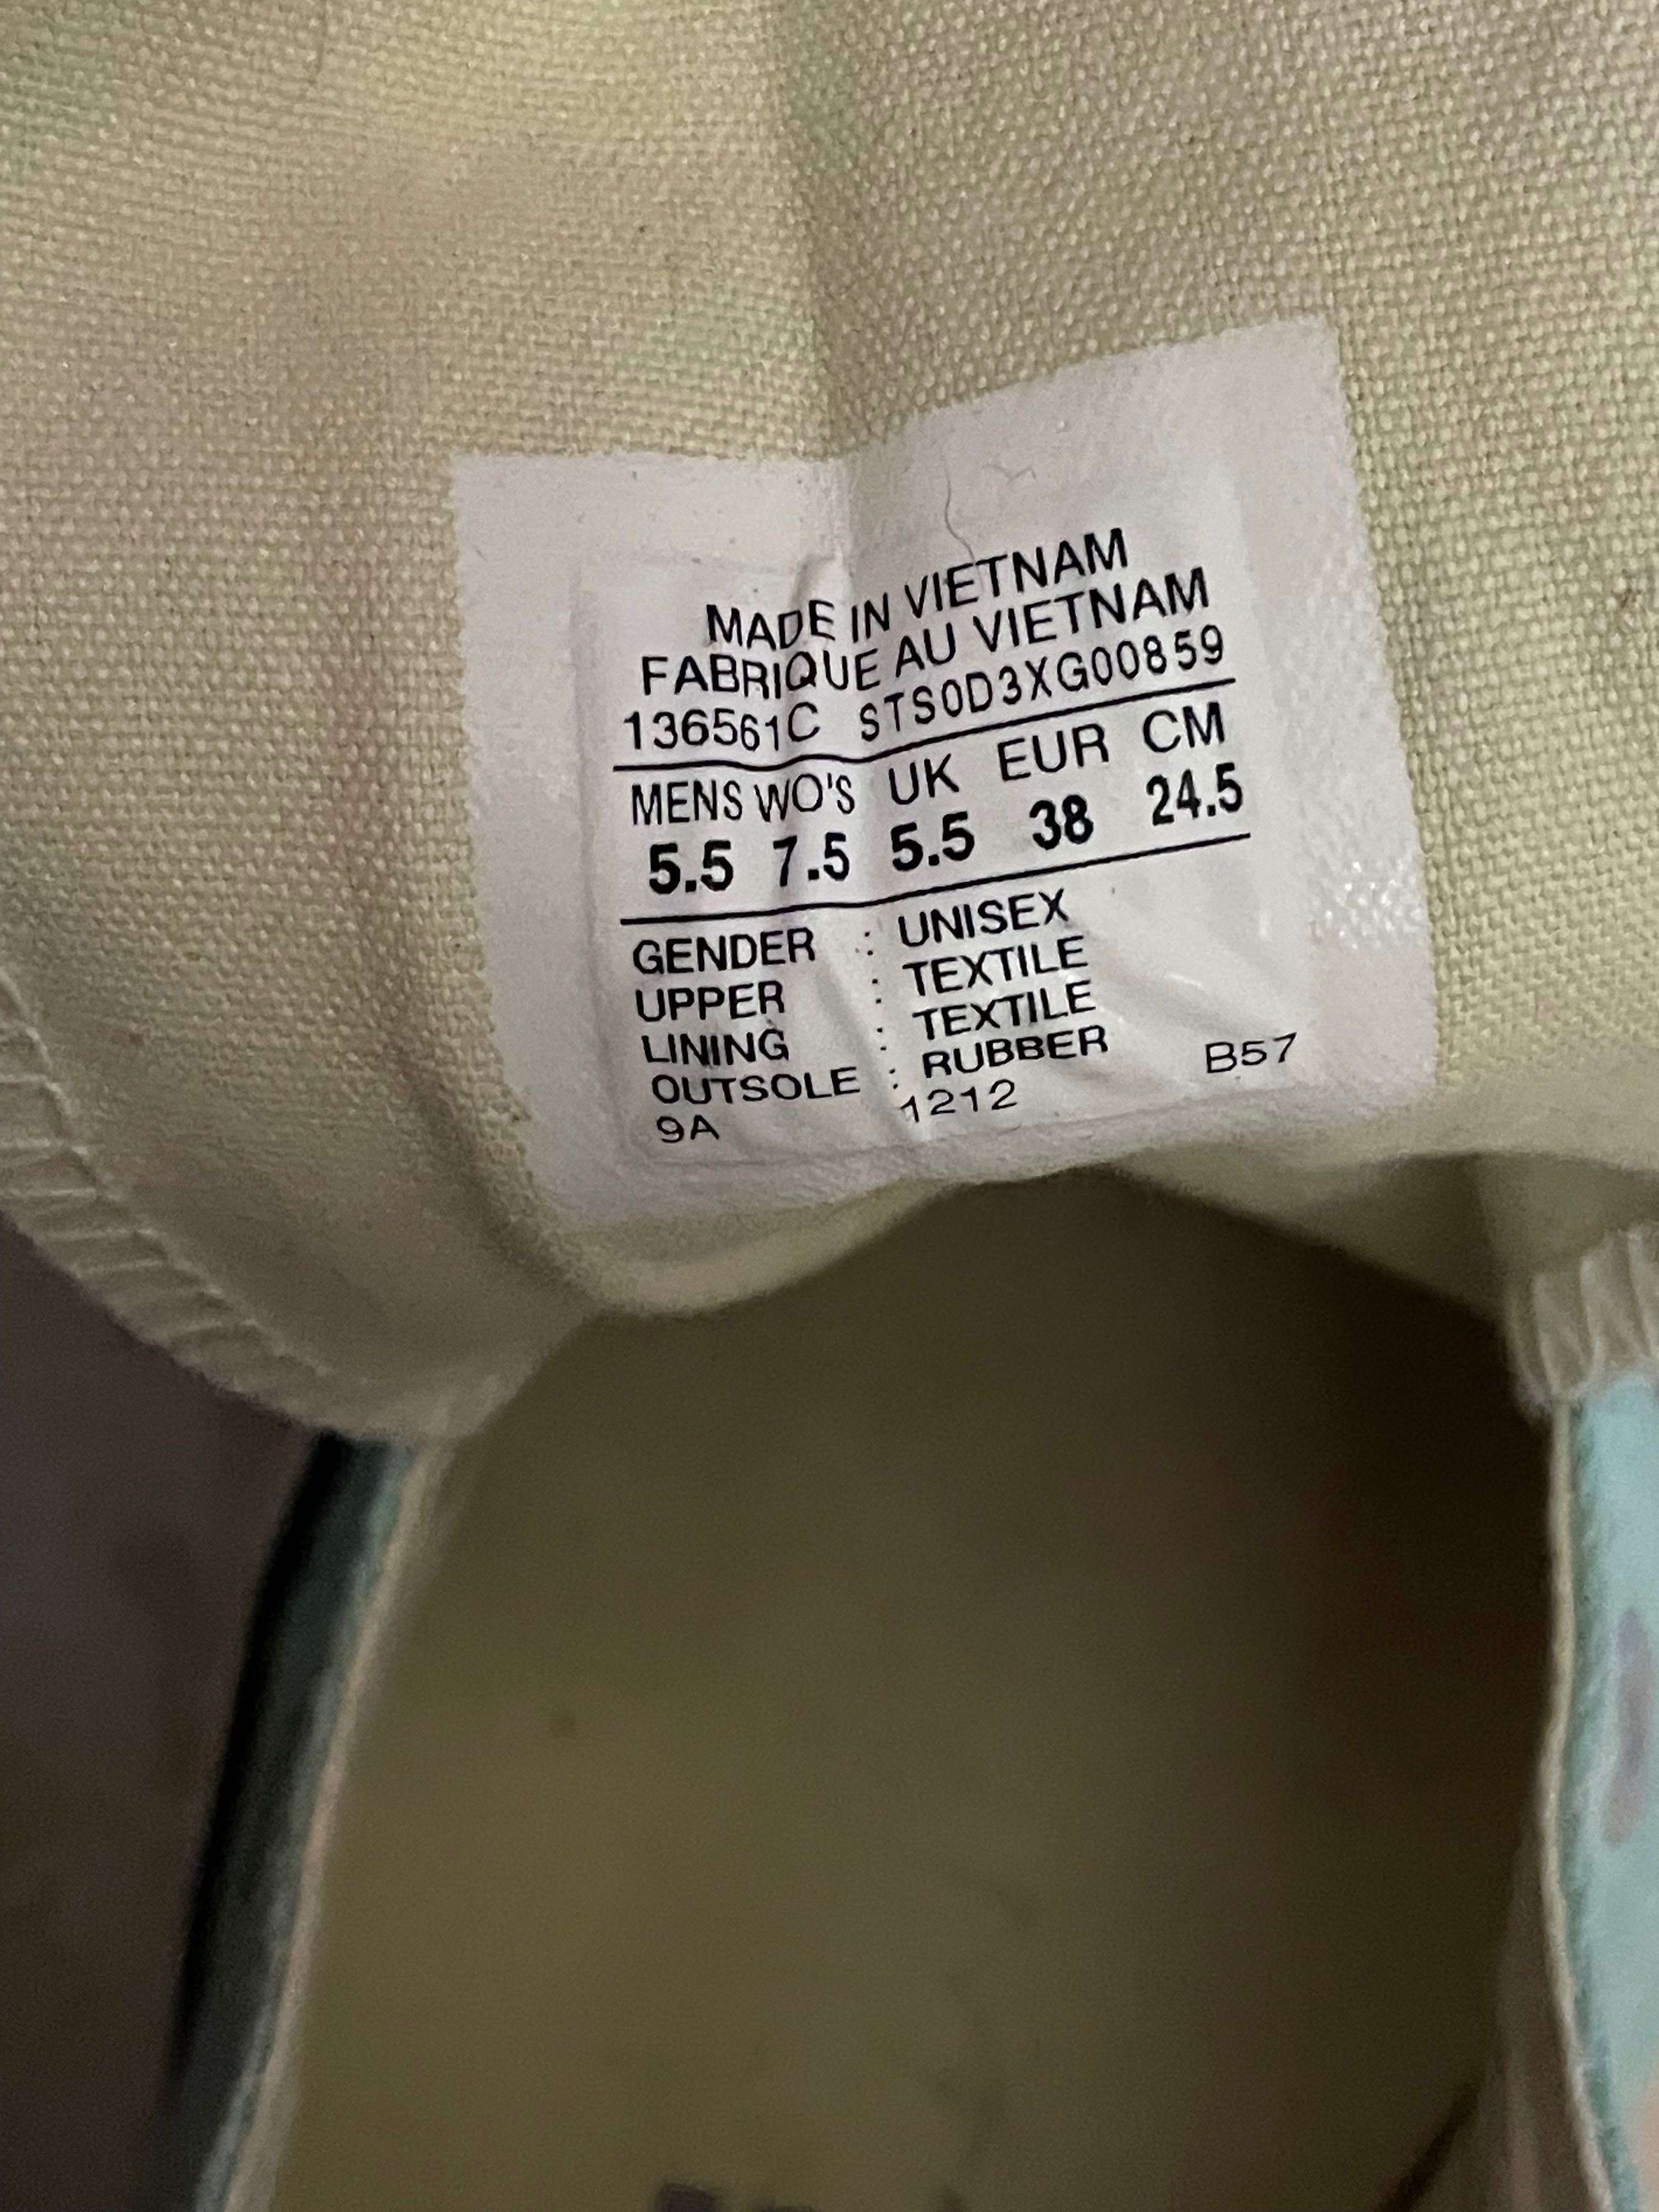 MADE IN VIETNAM
FABRIQUE AU VIETNAM
136561C STS0D3XG00859
MENS WO'S UK EUR CM
5.5 7.5 5.5 38 24.5
GENDER : UNISEX
UPPER : TEXTILE
LINING : TEXTILE
OUTSOLE : RUBBER B57
9A 1212